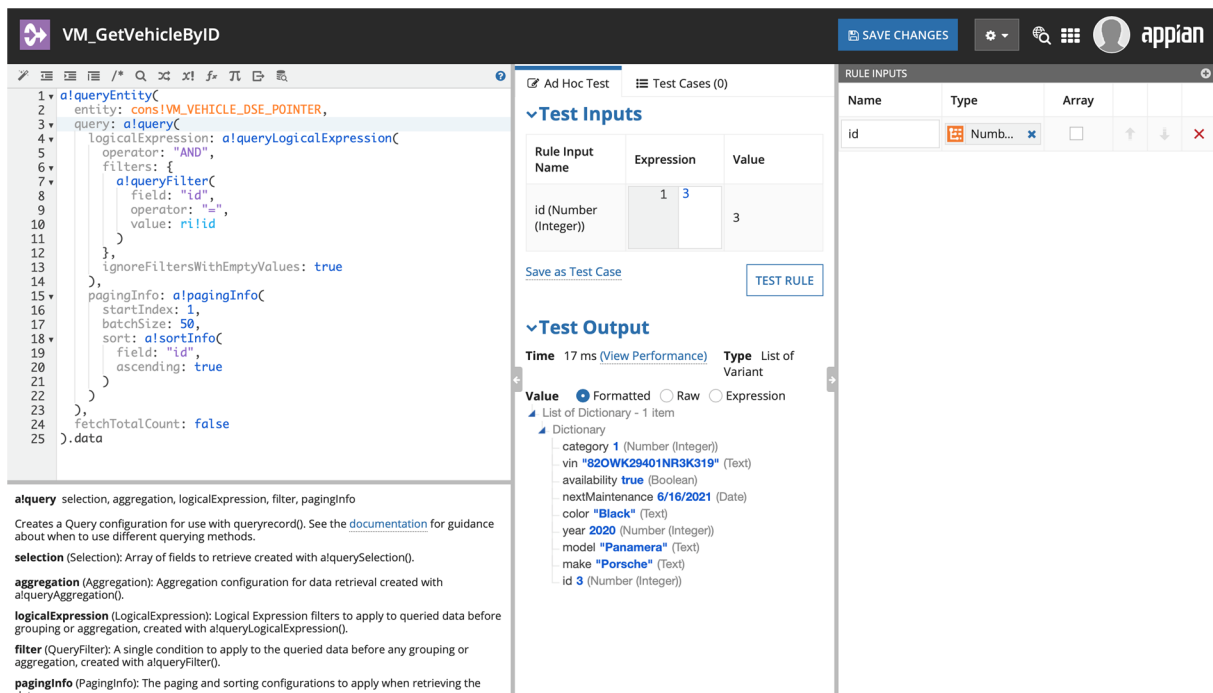 VM_GetVehicleByID
SAVE CHANGES
appian
/* x! fx π
1 a!queryEntity(
2 entity: cons!VM_VEHICLE_DSE_POINTER,
3 query: a!query(
4 logicalExpression: a!queryLogicalExpression(
5 operator: "AND",
6 filters: {
7 a!queryFilter(
8 field: "id",
9 operator: "=",
10 value: ri!id
11 )
12 },
13 ignoreFiltersWithEmptyValues: true
14 ),
15 pagingInfo: a!pagingInfo(
16 startIndex: 1,
17 batchSize: 50,
18 sort: a!sortInfo(
19 field: "id",
20 ascending: true
21 )
22 )
23 ),
24 fetchTotalCount: false
25 ).data
a!query selection, aggregation, logicalExpression, filter, pagingInfo
Creates a Query configuration for use with queryrecord(). See the documentation for guidance
about when to use different querying methods.
selection (Selection): Array of fields to retrieve created with a!querySelection().
aggregation (Aggregation): Aggregation configuration for data retrieval created with
a!queryAggregation().
logicalExpression (LogicalExpression): Logical Expression filters to apply to queried data before
grouping or aggregation, created with a!queryLogicalExpression().
filter (QueryFilter): A single condition to apply to the queried data before any grouping or
aggregation, created with a!queryFilter().
pagingInfo (PagingInfo): The paging and sorting configurations to apply when retrieving the
Ad Hoc Test
Test Cases (0)
Test Inputs
Rule Input Name Expression Value
id (Number (Integer)) 1 3 3
Save as Test Case
TEST RULE
Test Output
Time 17 ms (View Performance) Type List of Variant
Value Formatted Raw Expression
List of Dictionary - 1 item
Dictionary
category 1 (Number (Integer))
vin "82OWK29401NR3K319" (Text)
availability true (Boolean)
nextMaintenance 6/16/2021 (Date)
color "Black" (Text)
year 2020 (Number (Integer))
model "Panamera" (Text)
make "Porsche" (Text)
id 3 (Number (Integer))
RULE INPUTS
Name Type Array
id Numb...